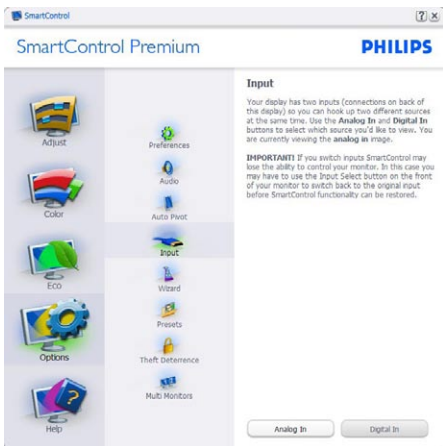 SmartControl
SmartControl Premium
PHILIPS
Adjust
Color
Eco
Options
Help
Preferences
Audio
Auto Pivot
Input
Wizard
Presets
Theft Deterrence
Multi Monitors
Input
Your display has two inputs (connections on back of
the display) so you can hook up two different sources
at the same time. Use the Analog In and Digital In
buttons to select which source you'd like to view. You
are currently viewing the analog in image.
IMPORTANT! If you switch inputs SmartControl may
lose the ability to control your monitor. In this case you
may have to use the Input Select button on the front
of your monitor to switch back to the original input
before SmartControl functionality can be restored.
Analog In
Digital In